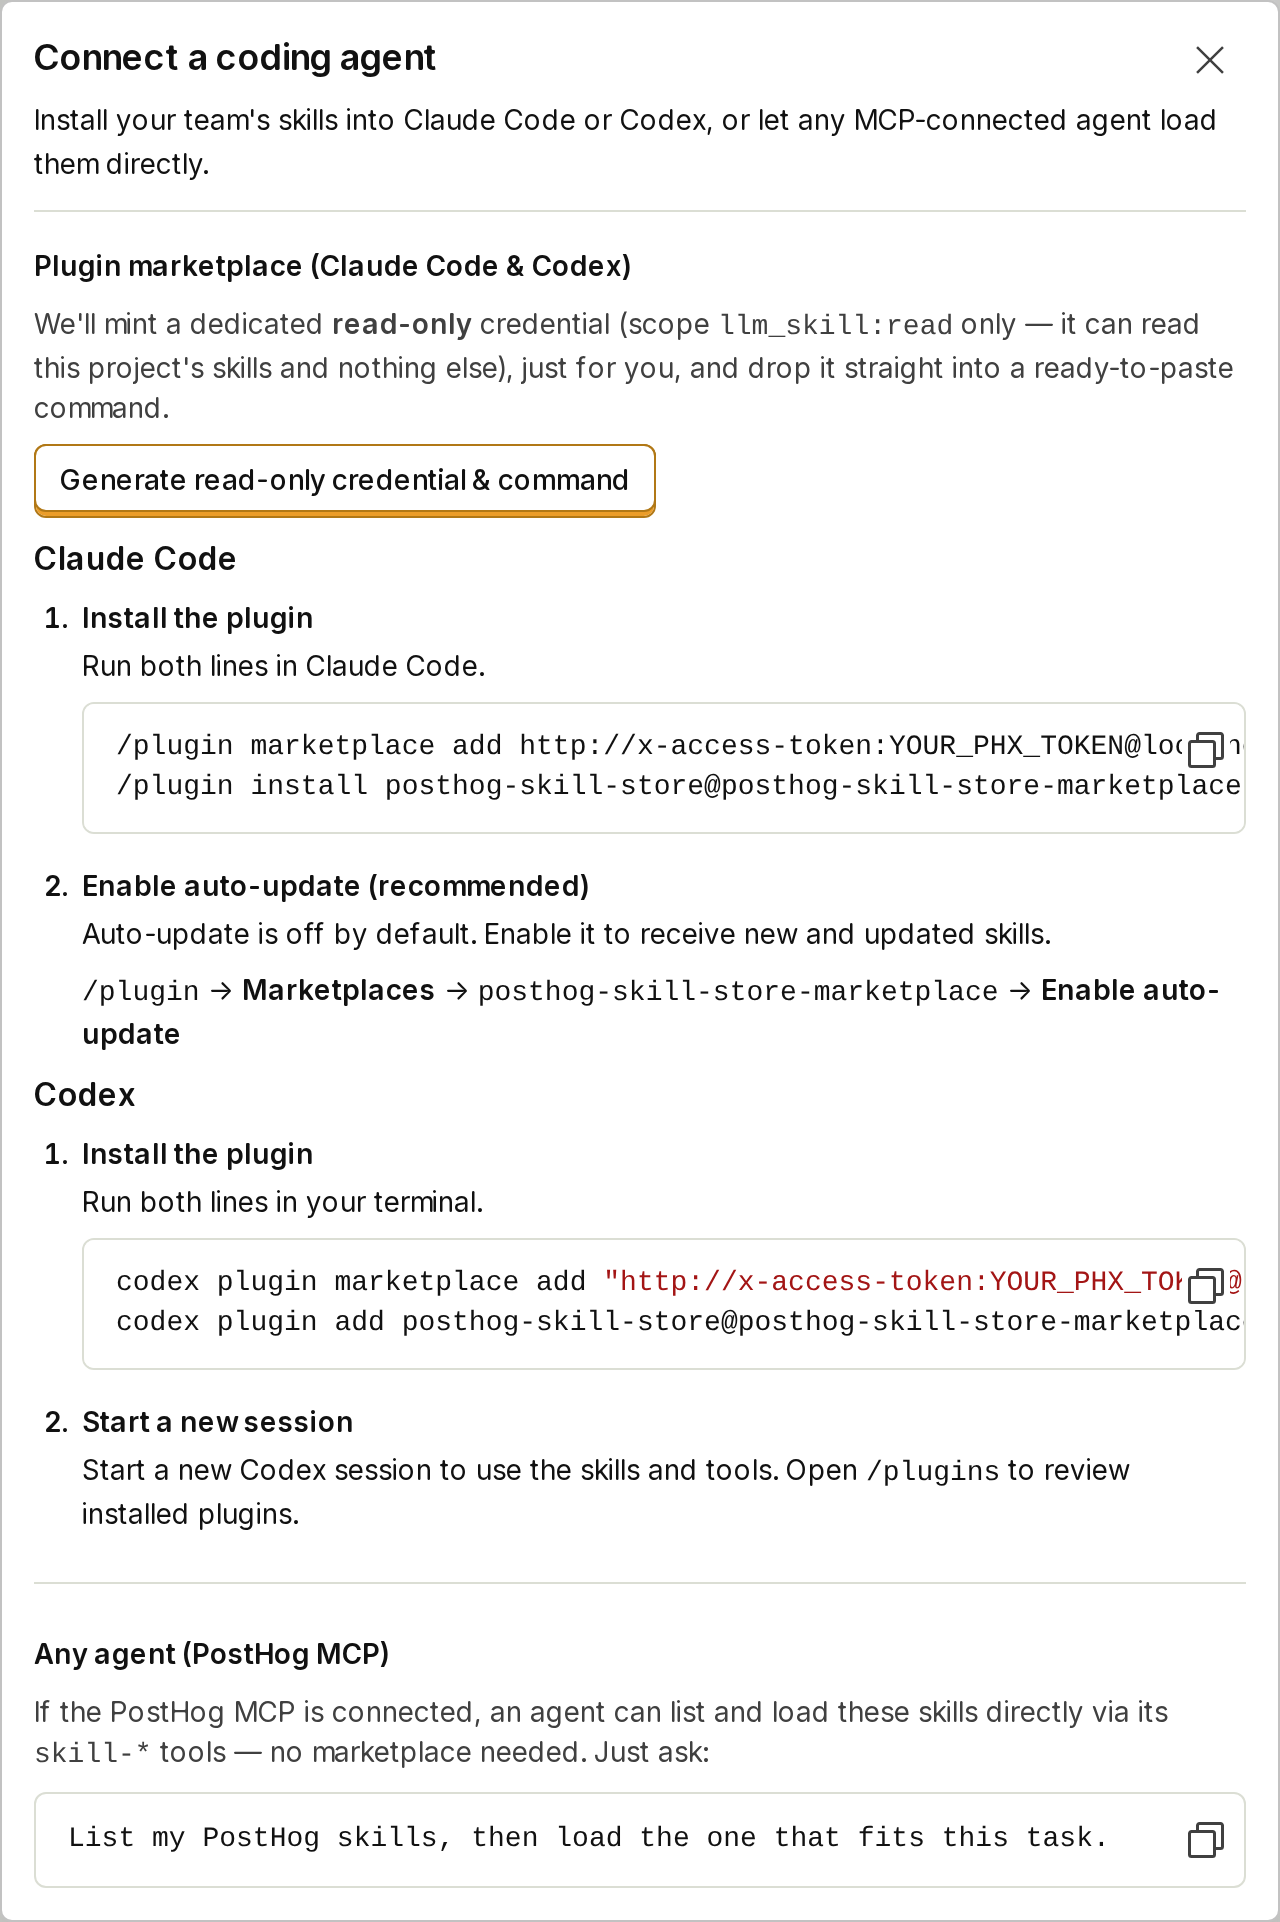 Connect a coding agent
Install your team's skills into Claude Code or Codex, or let any MCP-connected agent load
them directly.
Plugin marketplace (Claude Code & Codex)
We'll mint a dedicated read-only credential (scope llm_skill:read only — it can read
this project's skills and nothing else), just for you, and drop it straight into a ready-to-paste
command.
Generate read-only credential & command
Claude Code
1. Install the plugin
Run both lines in Claude Code.
/plugin marketplace add http://x-access-token:YOUR_PHX_TOKEN@loc
/plugin install posthog-skill-store@posthog-skill-store-marketplace
2. Enable auto-update (recommended)
Auto-update is off by default. Enable it to receive new and updated skills.
/plugin → Marketplaces → posthog-skill-store-marketplace → Enable auto-
update
Codex
1. Install the plugin
Run both lines in your terminal.
codex plugin marketplace add "http://x-access-token:YOUR_PHX_TOK @
codex plugin add posthog-skill-store@posthog-skill-store-marketplac
2. Start a new session
Start a new Codex session to use the skills and tools. Open /plugins to review
installed plugins.
Any agent (PostHog MCP)
If the PostHog MCP is connected, an agent can list and load these skills directly via its
skill-* tools — no marketplace needed. Just ask:
List my PostHog skills, then load the one that fits this task.